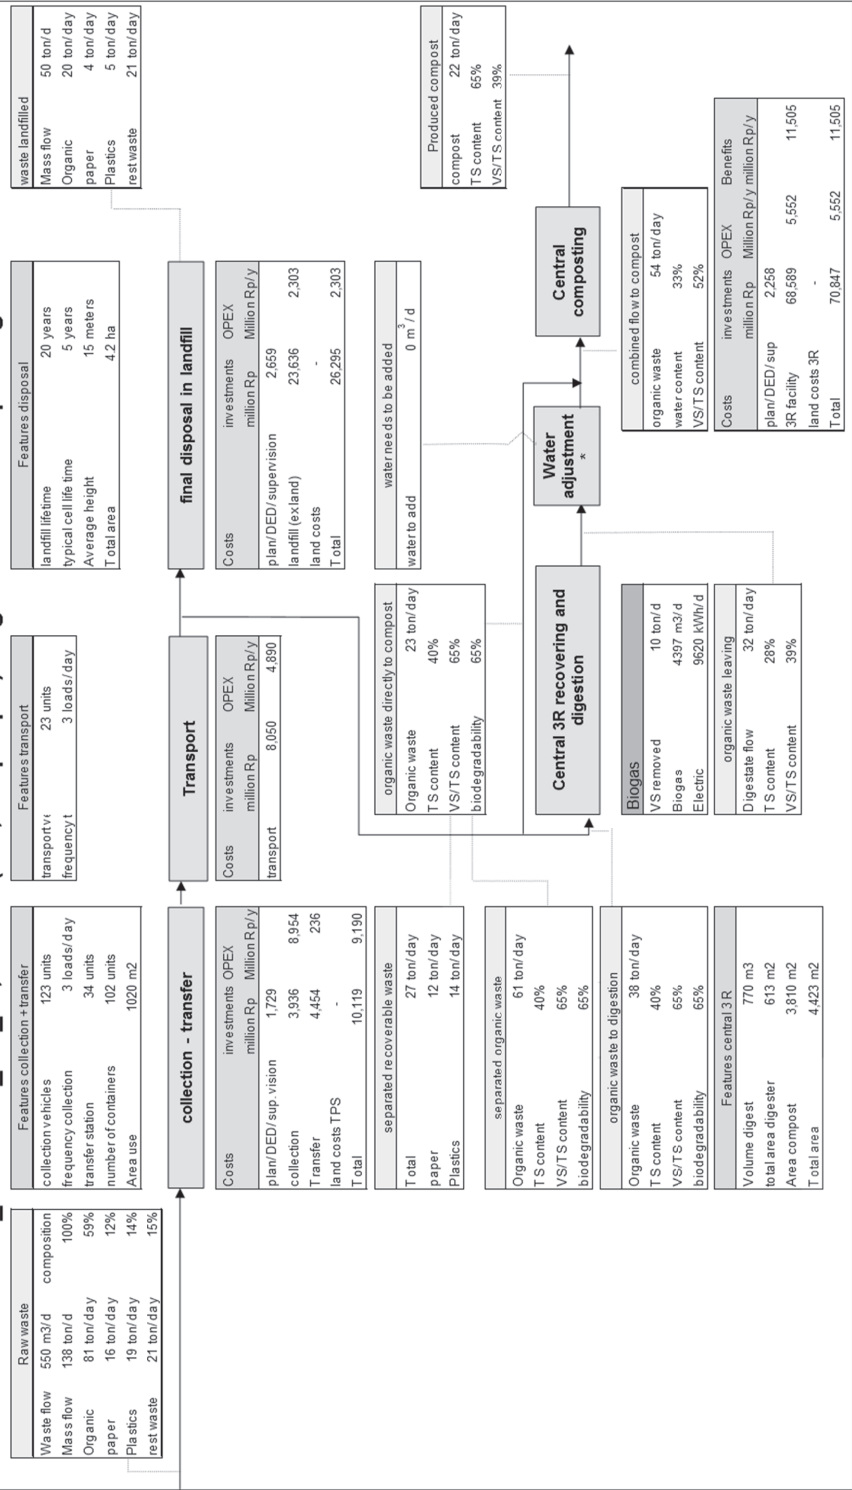 Raw waste
Waste flow 550 m3/d composition
Mass flow 138 ton/d 100%
Organic 81 ton/day 59%
paper 16 ton/day 12%
Plastics 19 ton/day 14%
rest waste 21 ton/day 15%
Features collection + transfer
collection vehicles 123 units
frequency collection 3 loads/day
transfer station 34 units
number of containers 102 units
Area use 1020 m2
Features transport
transport ve 23 units
frequency t 3 loads/day
Features disposal
landfill lifetime 20 years
typical cell life time 5 years
Average height 15 meters
Total area 4.2 ha
waste landfilled
Mass flow 50 ton/d
Organic 20 ton/day
paper 4 ton/day
Plastics 5 ton/day
rest waste 21 ton/day
collection - transfer
Transport
final disposal in landfill
Costs investments OPEX
million Rp Million Rp/y
plan/DED/sup.vision 1,729
collection 3,936 8,954
Transfer 4,454 236
land costs TPS -
Total 10,119 9,190
Costs investments OPEX
million Rp Million Rp/y
transport 8,050 4,890
Costs investments OPEX
million Rp Million Rp/y
plan/DED/supervision 2,659
landfill (ex land) 23,636 2,303
land costs -
Total 26,295 2,303
separated recoverable waste
Total 27 ton/day
paper 12 ton/day
Plastics 14 ton/day
organic waste directly to compost
Organic waste 23 ton/day
TS content 40%
VS/TS content 65%
biodegradability 65%
water needs to be added
water to add 0 m3/d
Produced compost
compost 22 ton/day
TS content 65%
VS/TS content 39%
separated organic waste
Organic waste 61 ton/day
TS content 40%
VS/TS content 65%
biodegradability 65%
Central 3R recovering and
digestion
Water
adjustment
*
Central
composting
organic waste to digestion
Organic waste 38 ton/day
TS content 40%
VS/TS content 65%
biodegradability 65%
Biogas
VS removed 10 ton/d
Biogas 4397 m3/d
Electric 9620 kWh/d
combined flow to compost
organic waste 54 ton/day
water content 33%
VS/TS content 52%
Features central 3R
Volume digest 770 m3
total area digester 613 m2
Area compost 3,810 m2
Total area 4,423 m2
organic waste leaving
Digestate flow 32 ton/day
TS content 28%
VS/TS content 39%
Costs investments OPEX Benefits
million Rp Million Rp/y million Rp/y
plan/DED/sup 2,258
3R facility 68,589 5,552 11,505
land costs 3R -
Total 70,847 5,552 11,505